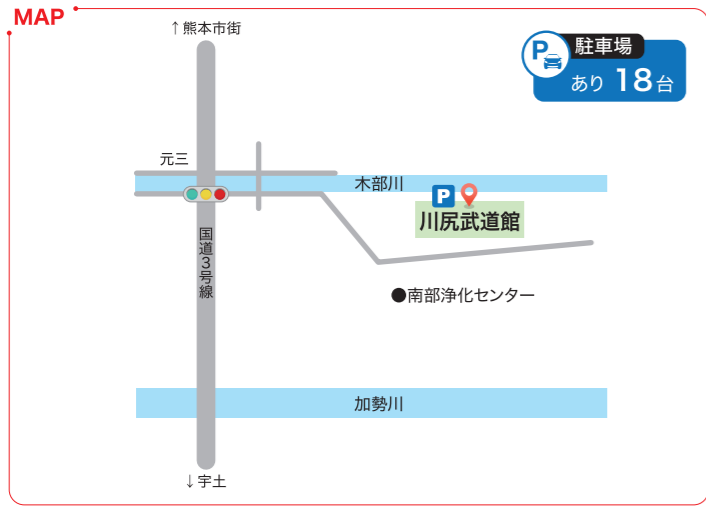 MAP
↑熊本市街
P 駐車場
あり 18台
元三
木部川
P
川尻武道館
国道3号線
●南部浄化センター
加勢川
↓宇土